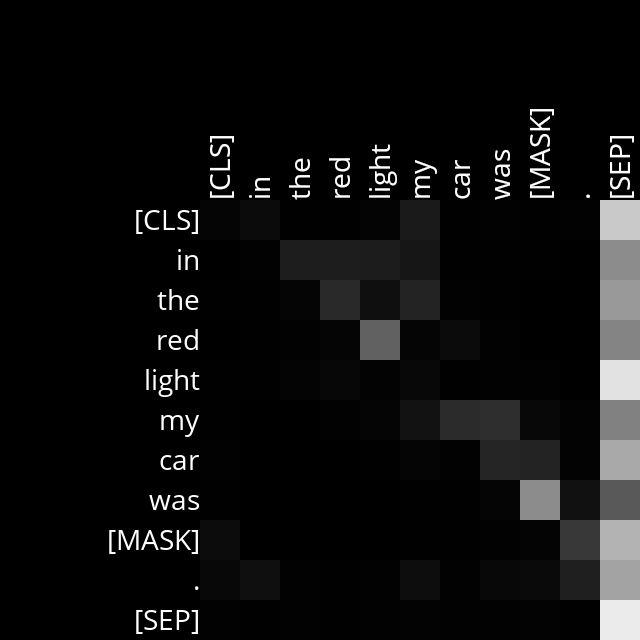 [CLS] in the red light my car was [MASK] . [SEP]
[CLS]
in
the
red
light
my
car
was
[MASK]
.
[SEP]